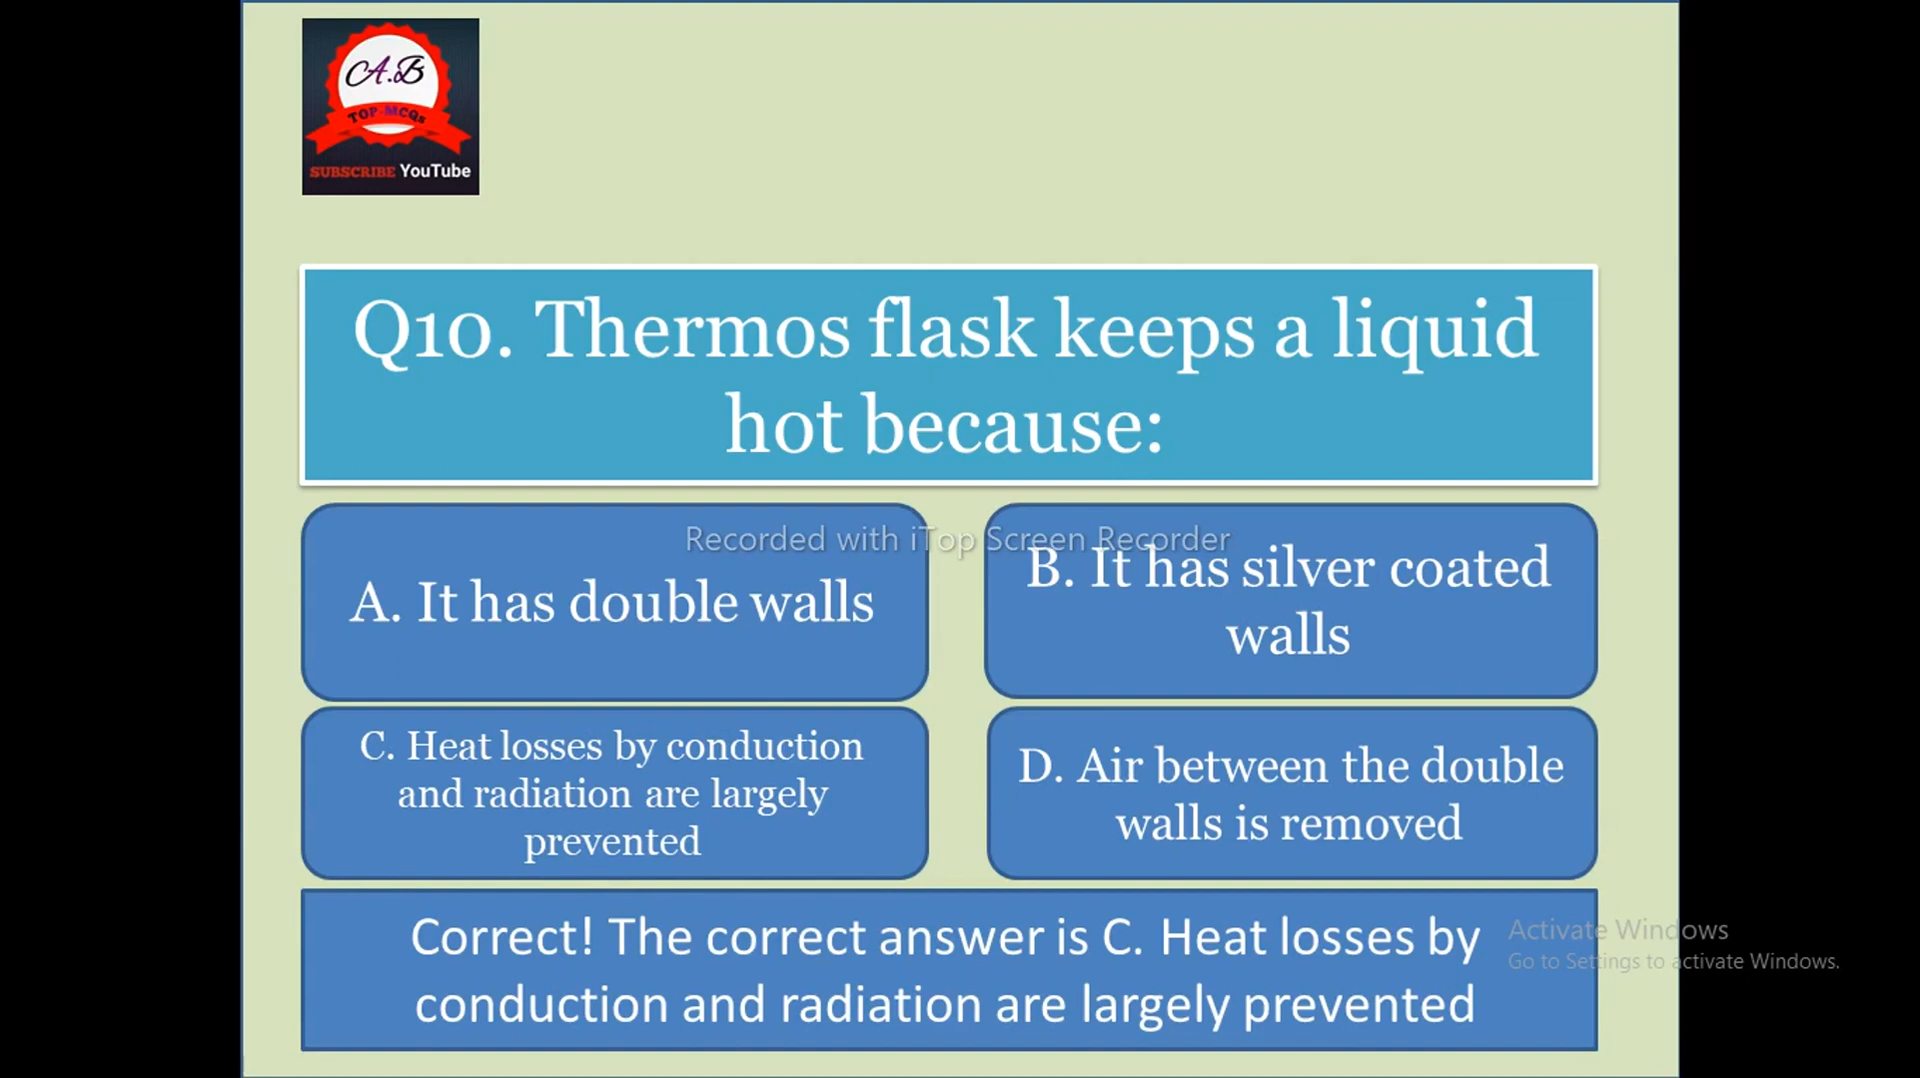 A.B
TOP-MCQs
SUBSCRIBE YouTube
Q10. Thermos flask keeps a liquid
hot because:
Recorded with iTop Screen Recorder
A. It has double walls
B. It has silver coated
walls
C. Heat losses by conduction
and radiation are largely
prevented
D. Air between the double
walls is removed
Correct! The correct answer is C. Heat losses by
conduction and radiation are largely prevented
Activate Windows
Go to Settings to activate Windows.